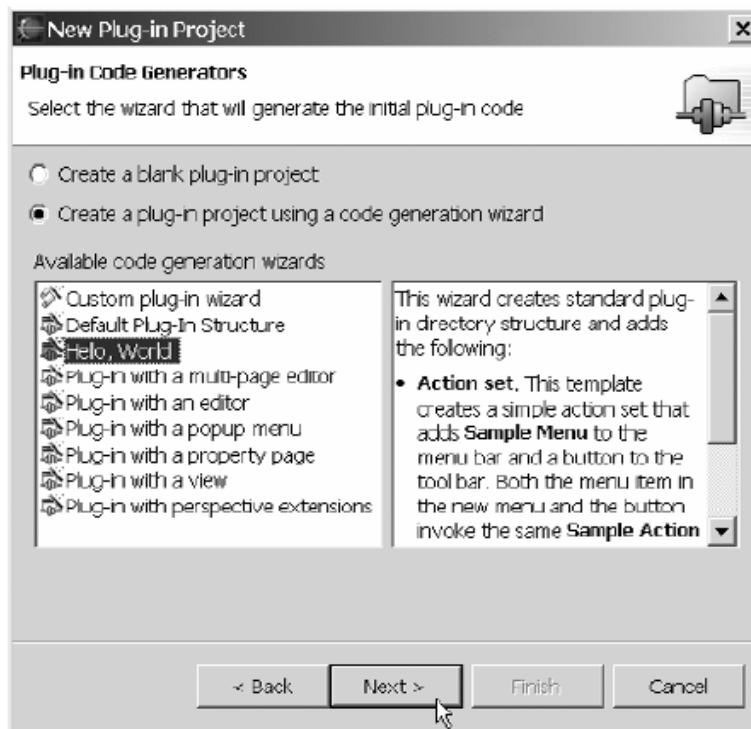 New Plug-in Project
Plug-in Code Generators
Select the wizard that will generate the initial plug-in code
Create a blank plug-in project
Create a plug-in project using a code generation wizard
Available code generation wizards
Custom plug-in wizard
Default Plug-In Structure
Hello, World
Plug-in with a multi-page editor
Plug-in with an editor
Plug-in with a popup menu
Plug-in with a property page
Plug-in with a view
Plug-in with perspective extensions
This wizard creates standard plug-
in directory structure and adds
the following:
• Action set. This template
creates a simple action set that
adds Sample Menu to the
menu bar and a button to the
tool bar. Both the menu item in
the new menu and the button
invoke the same Sample Action
< Back
Next >
Finish
Cancel